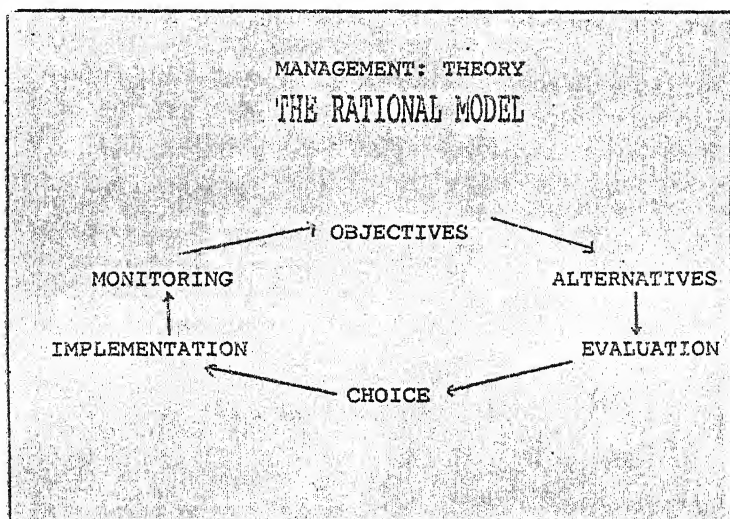 MANAGEMENT: THEORY
THE RATIONAL MODEL
OBJECTIVES
MONITORING ALTERNATIVES
IMPLEMENTATION EVALUATION
CHOICE